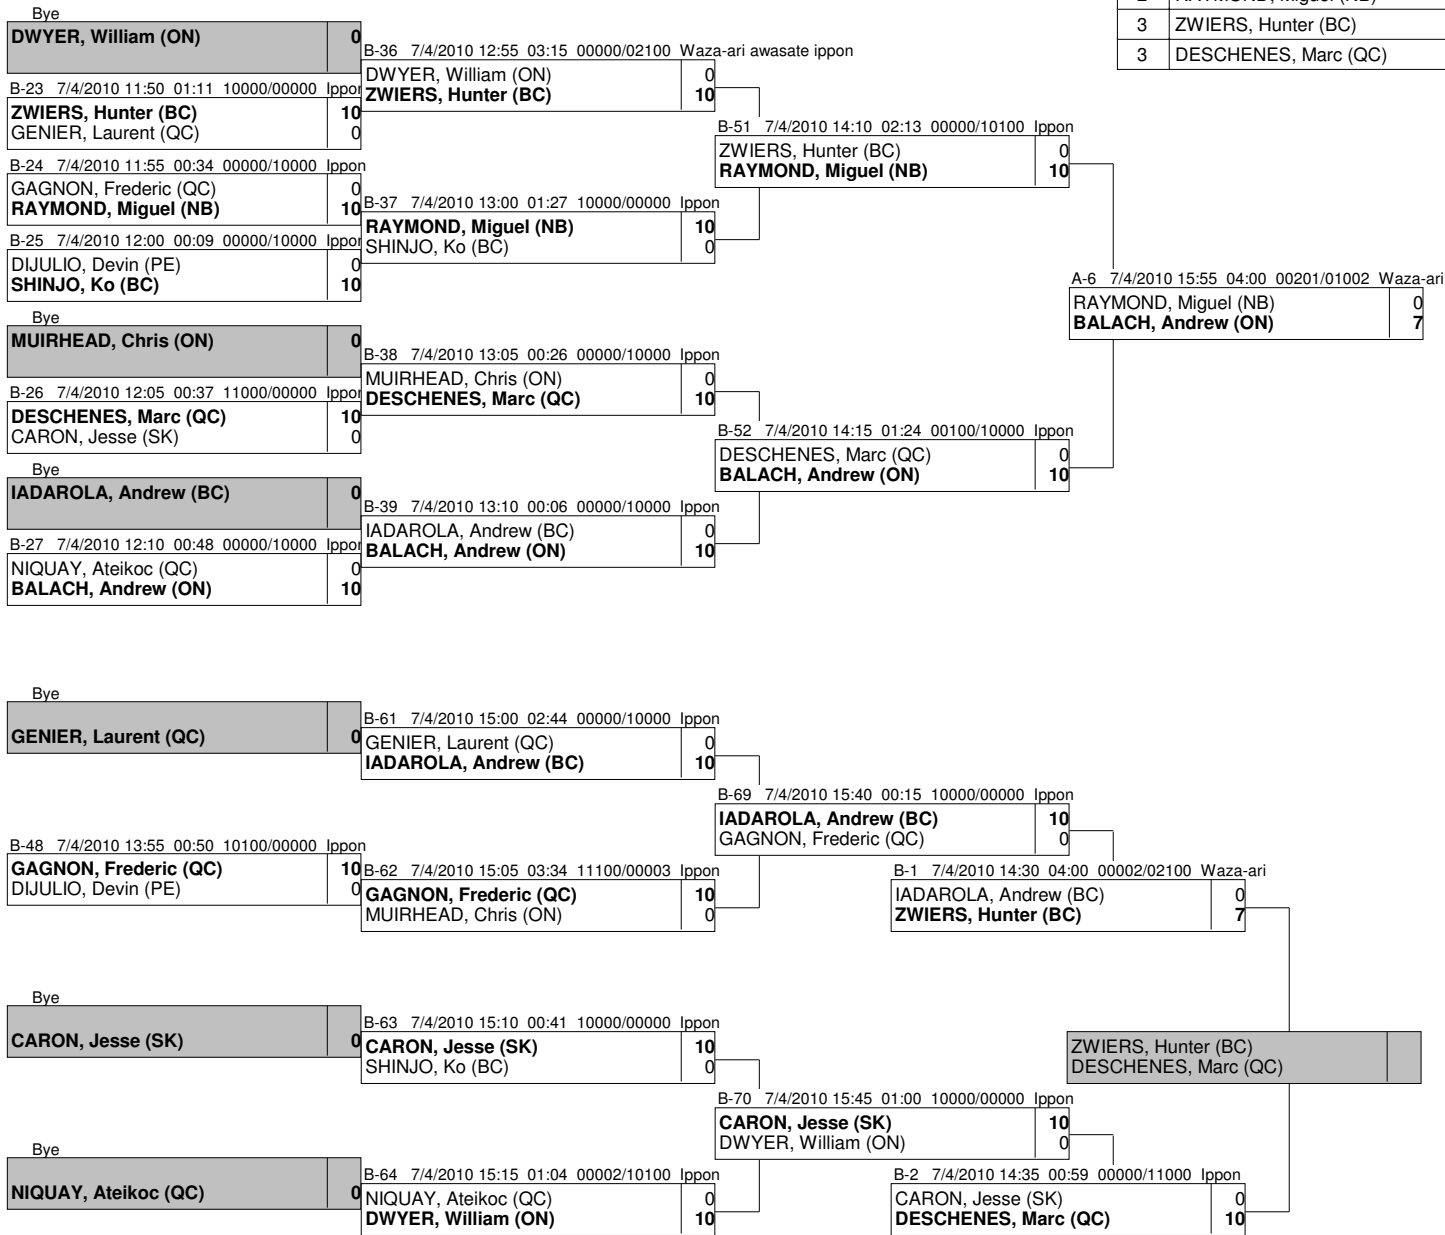 2 RAYMOND, Miguel (NB)
3 ZWIERS, Hunter (BC)
3 DESCHENES, Marc (QC)
Bye
DWYER, William (ON) 0
B-23 7/4/2010 11:50 01:11 10000/00000 Ippon
ZWIERS, Hunter (BC) 10
GENIER, Laurent (QC) 0
B-24 7/4/2010 11:55 00:34 00000/10000 Ippon
GAGNON, Frederic (QC) 0
RAYMOND, Miguel (NB) 10
B-25 7/4/2010 12:00 00:09 00000/10000 Ippon
DIJULIO, Devin (PE) 0
SHINJO, Ko (BC) 10
Bye
MUIRHEAD, Chris (ON) 0
B-26 7/4/2010 12:05 00:37 11000/00000 Ippon
DESCHENES, Marc (QC) 10
CARON, Jesse (SK) 0
Bye
IADAROLA, Andrew (BC) 0
B-27 7/4/2010 12:10 00:48 00000/10000 Ippon
NIQUAY, Ateikoc (QC) 0
BALACH, Andrew (ON) 10
B-36 7/4/2010 12:55 03:15 00000/02100 Waza-ari awasate ippon
DWYER, William (ON) 0
ZWIERS, Hunter (BC) 10
B-37 7/4/2010 13:00 01:27 10000/00000 Ippon
RAYMOND, Miguel (NB) 10
SHINJO, Ko (BC) 0
B-38 7/4/2010 13:05 00:26 00000/10000 Ippon
MUIRHEAD, Chris (ON) 0
DESCHENES, Marc (QC) 10
B-39 7/4/2010 13:10 00:06 00000/10000 Ippon
IADAROLA, Andrew (BC) 0
BALACH, Andrew (ON) 10
B-51 7/4/2010 14:10 02:13 00000/10100 Ippon
ZWIERS, Hunter (BC) 0
RAYMOND, Miguel (NB) 10
B-52 7/4/2010 14:15 01:24 00100/10000 Ippon
DESCHENES, Marc (QC) 0
BALACH, Andrew (ON) 10
A-6 7/4/2010 15:55 04:00 00201/01002 Waza-ari
RAYMOND, Miguel (NB) 0
BALACH, Andrew (ON) 7
Bye
GENIER, Laurent (QC) 0
B-48 7/4/2010 13:55 00:50 10100/00000 Ippon
GAGNON, Frederic (QC) 10
DIJULIO, Devin (PE) 0
Bye
CARON, Jesse (SK) 0
Bye
NIQUAY, Ateikoc (QC) 0
B-61 7/4/2010 15:00 02:44 00000/10000 Ippon
GENIER, Laurent (QC) 0
IADAROLA, Andrew (BC) 10
B-62 7/4/2010 15:05 03:34 11100/00003 Ippon
GAGNON, Frederic (QC) 10
MUIRHEAD, Chris (ON) 0
B-63 7/4/2010 15:10 00:41 10000/00000 Ippon
CARON, Jesse (SK) 10
SHINJO, Ko (BC) 0
B-64 7/4/2010 15:15 01:04 00002/10100 Ippon
NIQUAY, Ateikoc (QC) 0
DWYER, William (ON) 10
B-69 7/4/2010 15:40 00:15 10000/00000 Ippon
IADAROLA, Andrew (BC) 10
GAGNON, Frederic (QC) 0
B-70 7/4/2010 15:45 01:00 10000/00000 Ippon
CARON, Jesse (SK) 10
DWYER, William (ON) 0
B-1 7/4/2010 14:30 04:00 00002/02100 Waza-ari
IADAROLA, Andrew (BC) 0
ZWIERS, Hunter (BC) 7
B-2 7/4/2010 14:35 00:59 00000/11000 Ippon
CARON, Jesse (SK) 0
DESCHENES, Marc (QC) 10
ZWIERS, Hunter (BC)
DESCHENES, Marc (QC)